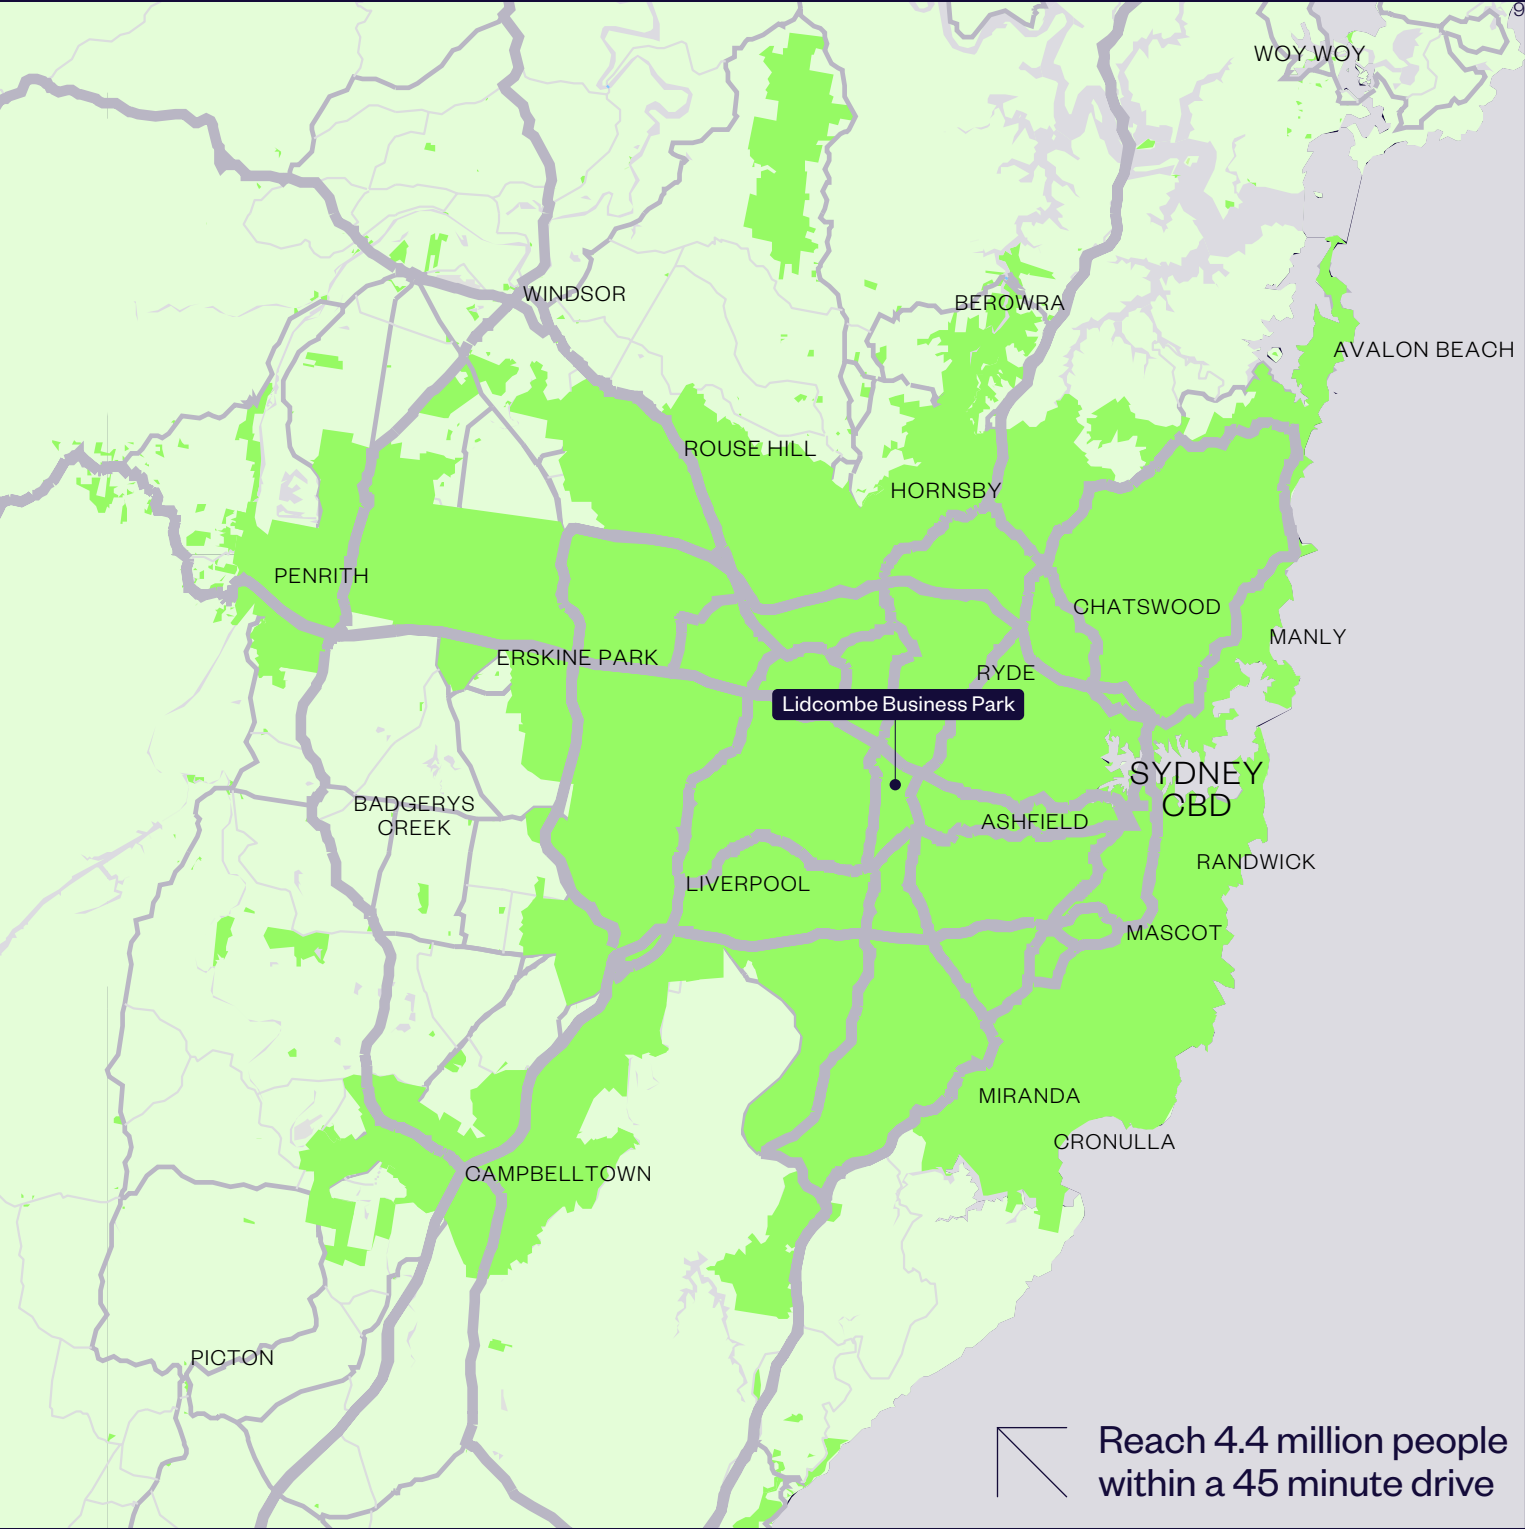 9
WOY WOY
WINDSOR
BEROWRA
AVALON BEACH
ROUSE HILL
HORNSBY
PENRITH
CHATSWOOD
MANLY
ERSKINE PARK
RYDE
Lidcombe Business Park
SYDNEY
CBD
BADGERYS
CREEK
ASHFIELD
RANDWICK
LIVERPOOL
MASCOT
MIRANDA
CRONULLA
CAMPBELLTOWN
PICTON
Reach 4.4 million people
within a 45 minute drive